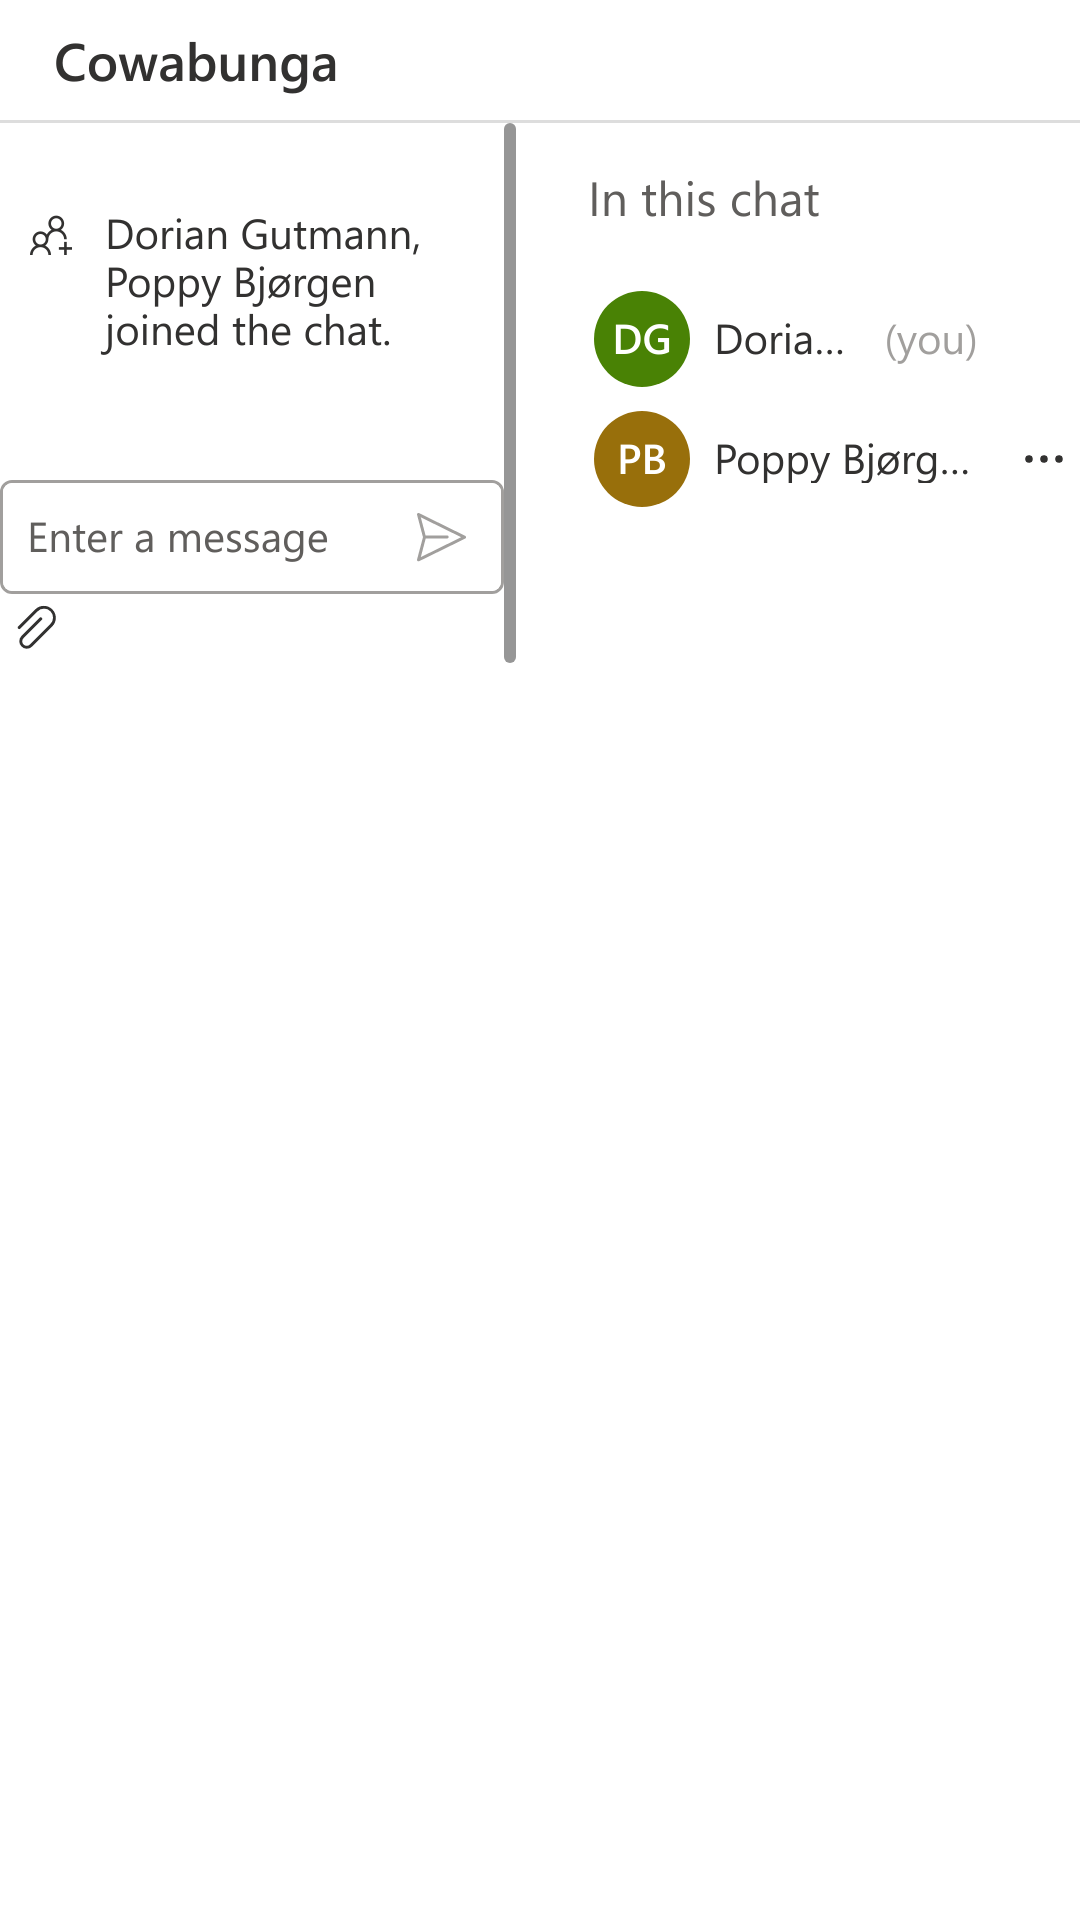 Cowabunga
Dorian Gutmann,
Poppy Bjørgen
joined the chat.
Enter a message
In this chat
DG Doria... (you)
PB Poppy Bjørg...